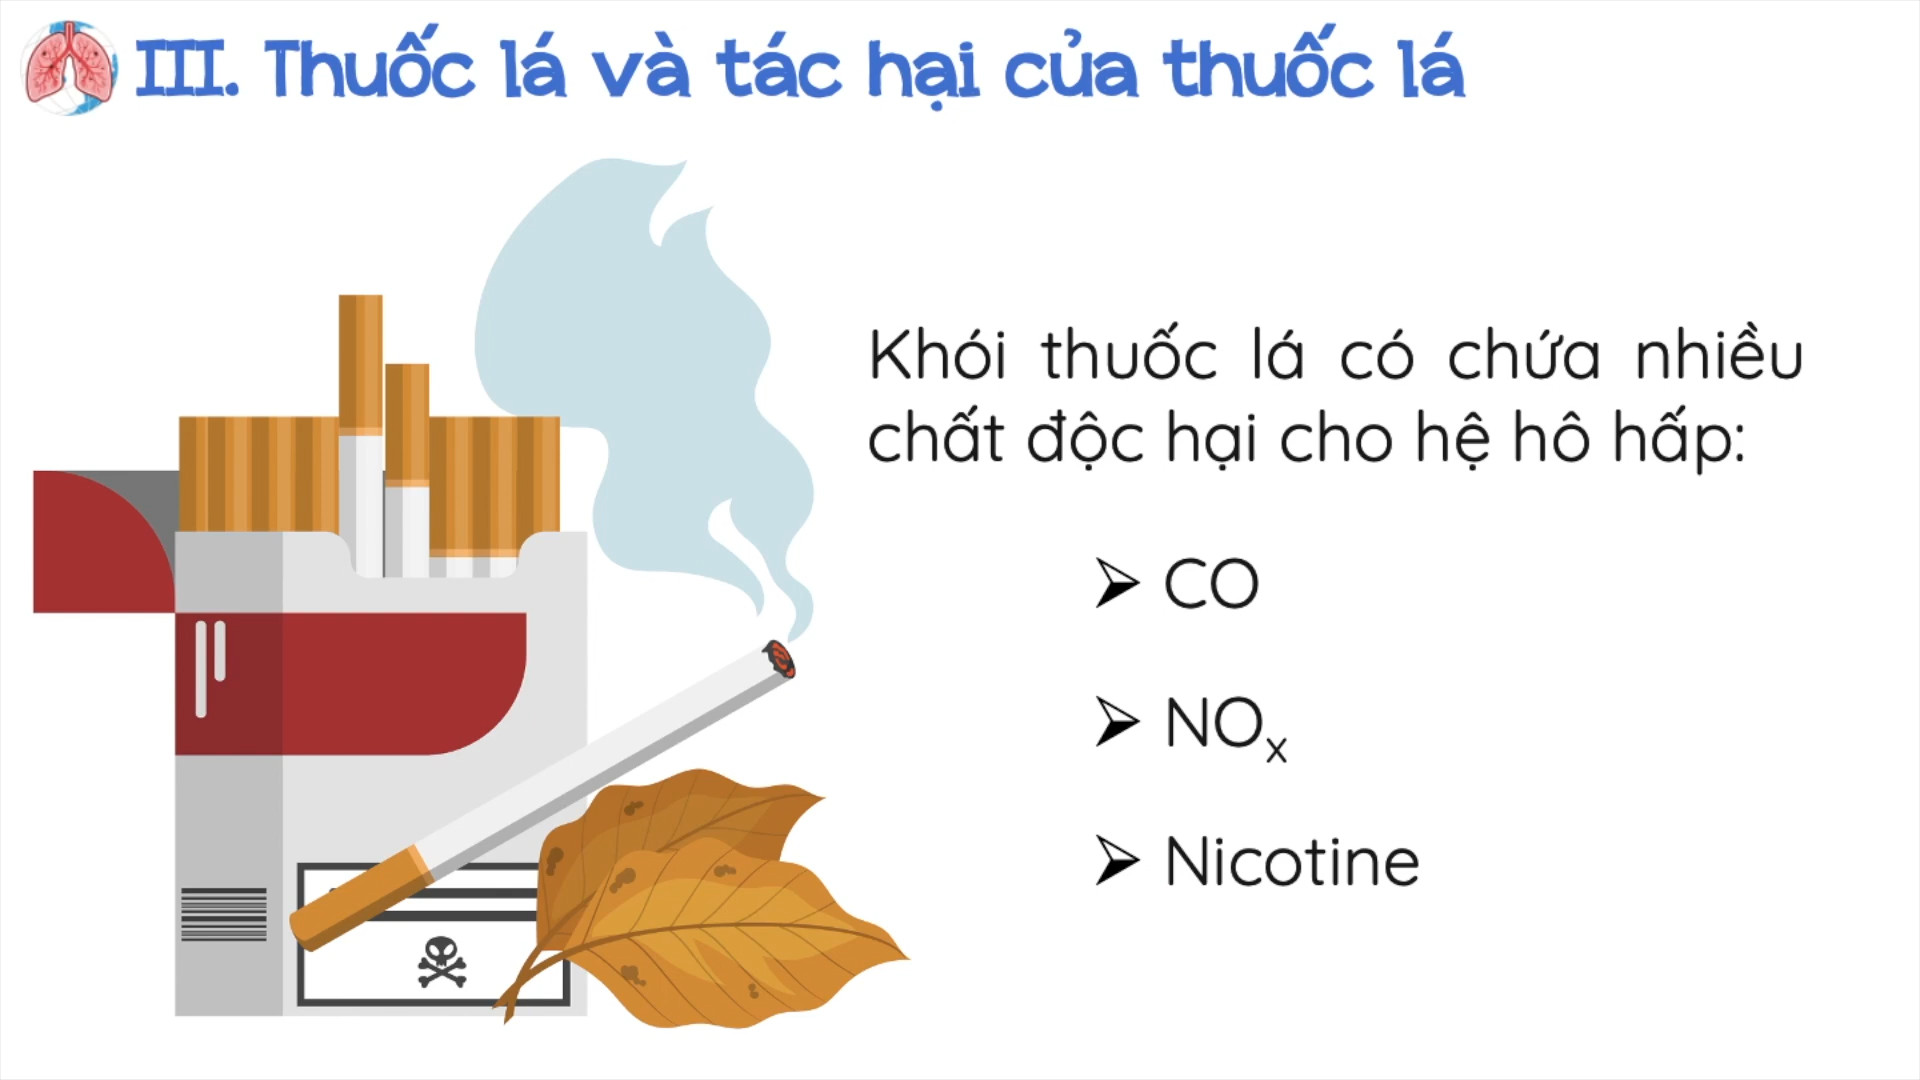 III. Thuốc lá và tác hại của thuốc lá
Khói thuốc lá có chứa nhiều
chất độc hại cho hệ hô hấp:
➢ CO
➢ NOₓ
➢ Nicotine